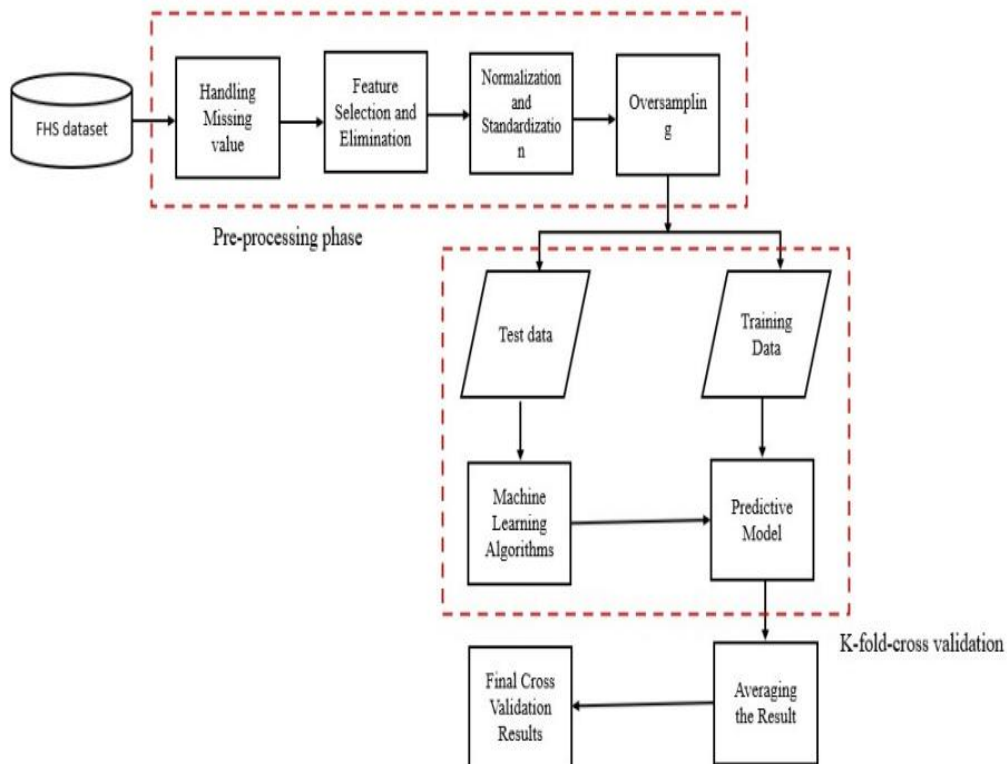 FHS dataset
Handling
Missing
value
Feature
Selection and
Elimination
Normalization
and
Standardizatio
n
Oversamplin
g
Pre-processing phase
Test data
Training
Data
Machine
Learning
Algorithms
Predictive
Model
K-fold-cross validation
Final Cross
Validation
Results
Averaging
the Result